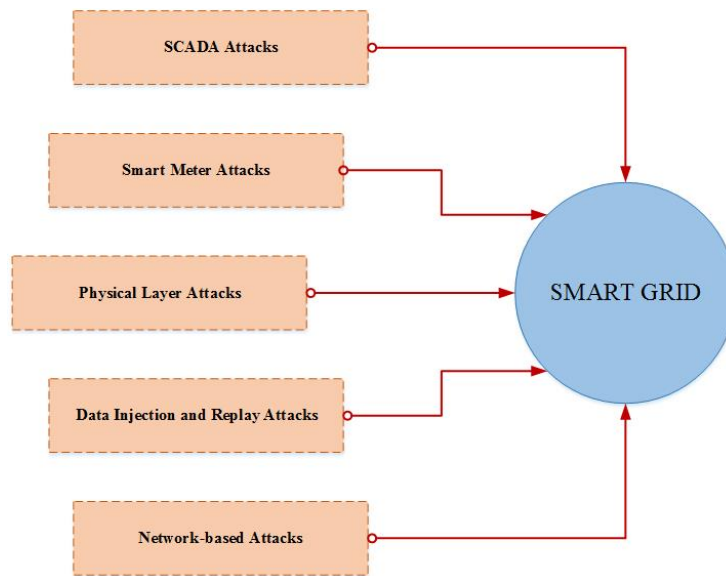 SCADA Attacks
Smart Meter Attacks
Physical Layer Attacks
SMART GRID
Data Injection and Replay Attacks
Network-based Attacks